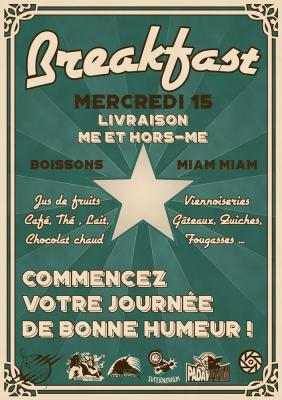 Breakfast
MERCREDI 15
LIVRAISON
ME ET HORS-ME
BOISSONS
MIAM MIAM
Jus de fruits
Café, Thé , Lait,
Chocolat chaud
Viennoiseries
Gâteaux, Quiches,
Fougasses ...
COMMENCEZ
VOTRE JOURNÉE
DE BONNE HUMEUR !